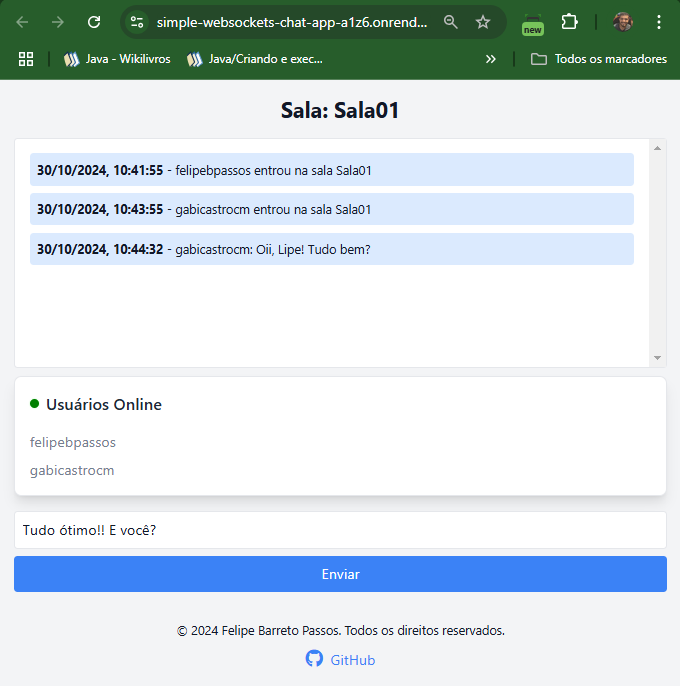 simple-websockets-chat-app-a1z6.onrend...
new
Java - Wikilivros
Java/Criando e exec...
»
Todos os marcadores
Sala: Sala01
30/10/2024, 10:41:55 - felipebpassos entrou na sala Sala01
30/10/2024, 10:43:55 - gabicastrocm entrou na sala Sala01
30/10/2024, 10:44:32 - gabicastrocm: Oii, Lipe! Tudo bem?
Usuários Online
felipebpassos
gabicastrocm
Tudo ótimo!! E você?
Enviar
© 2024 Felipe Barreto Passos. Todos os direitos reservados.
GitHub